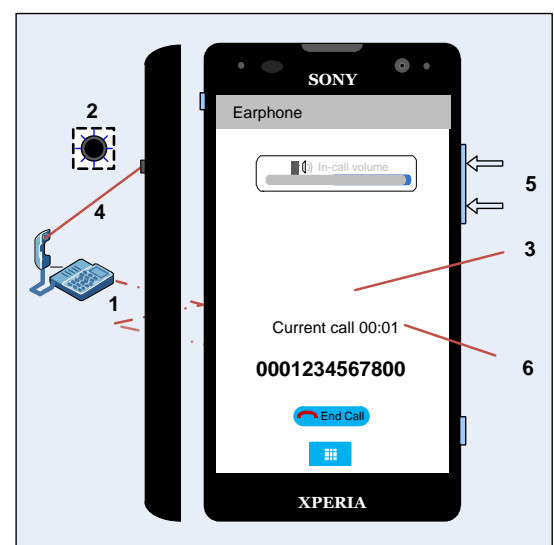 SONY
Earphone
2
In-call volume
4
5
3
1
Current call 00:01
0001234567800
6
End Call
XPERIA